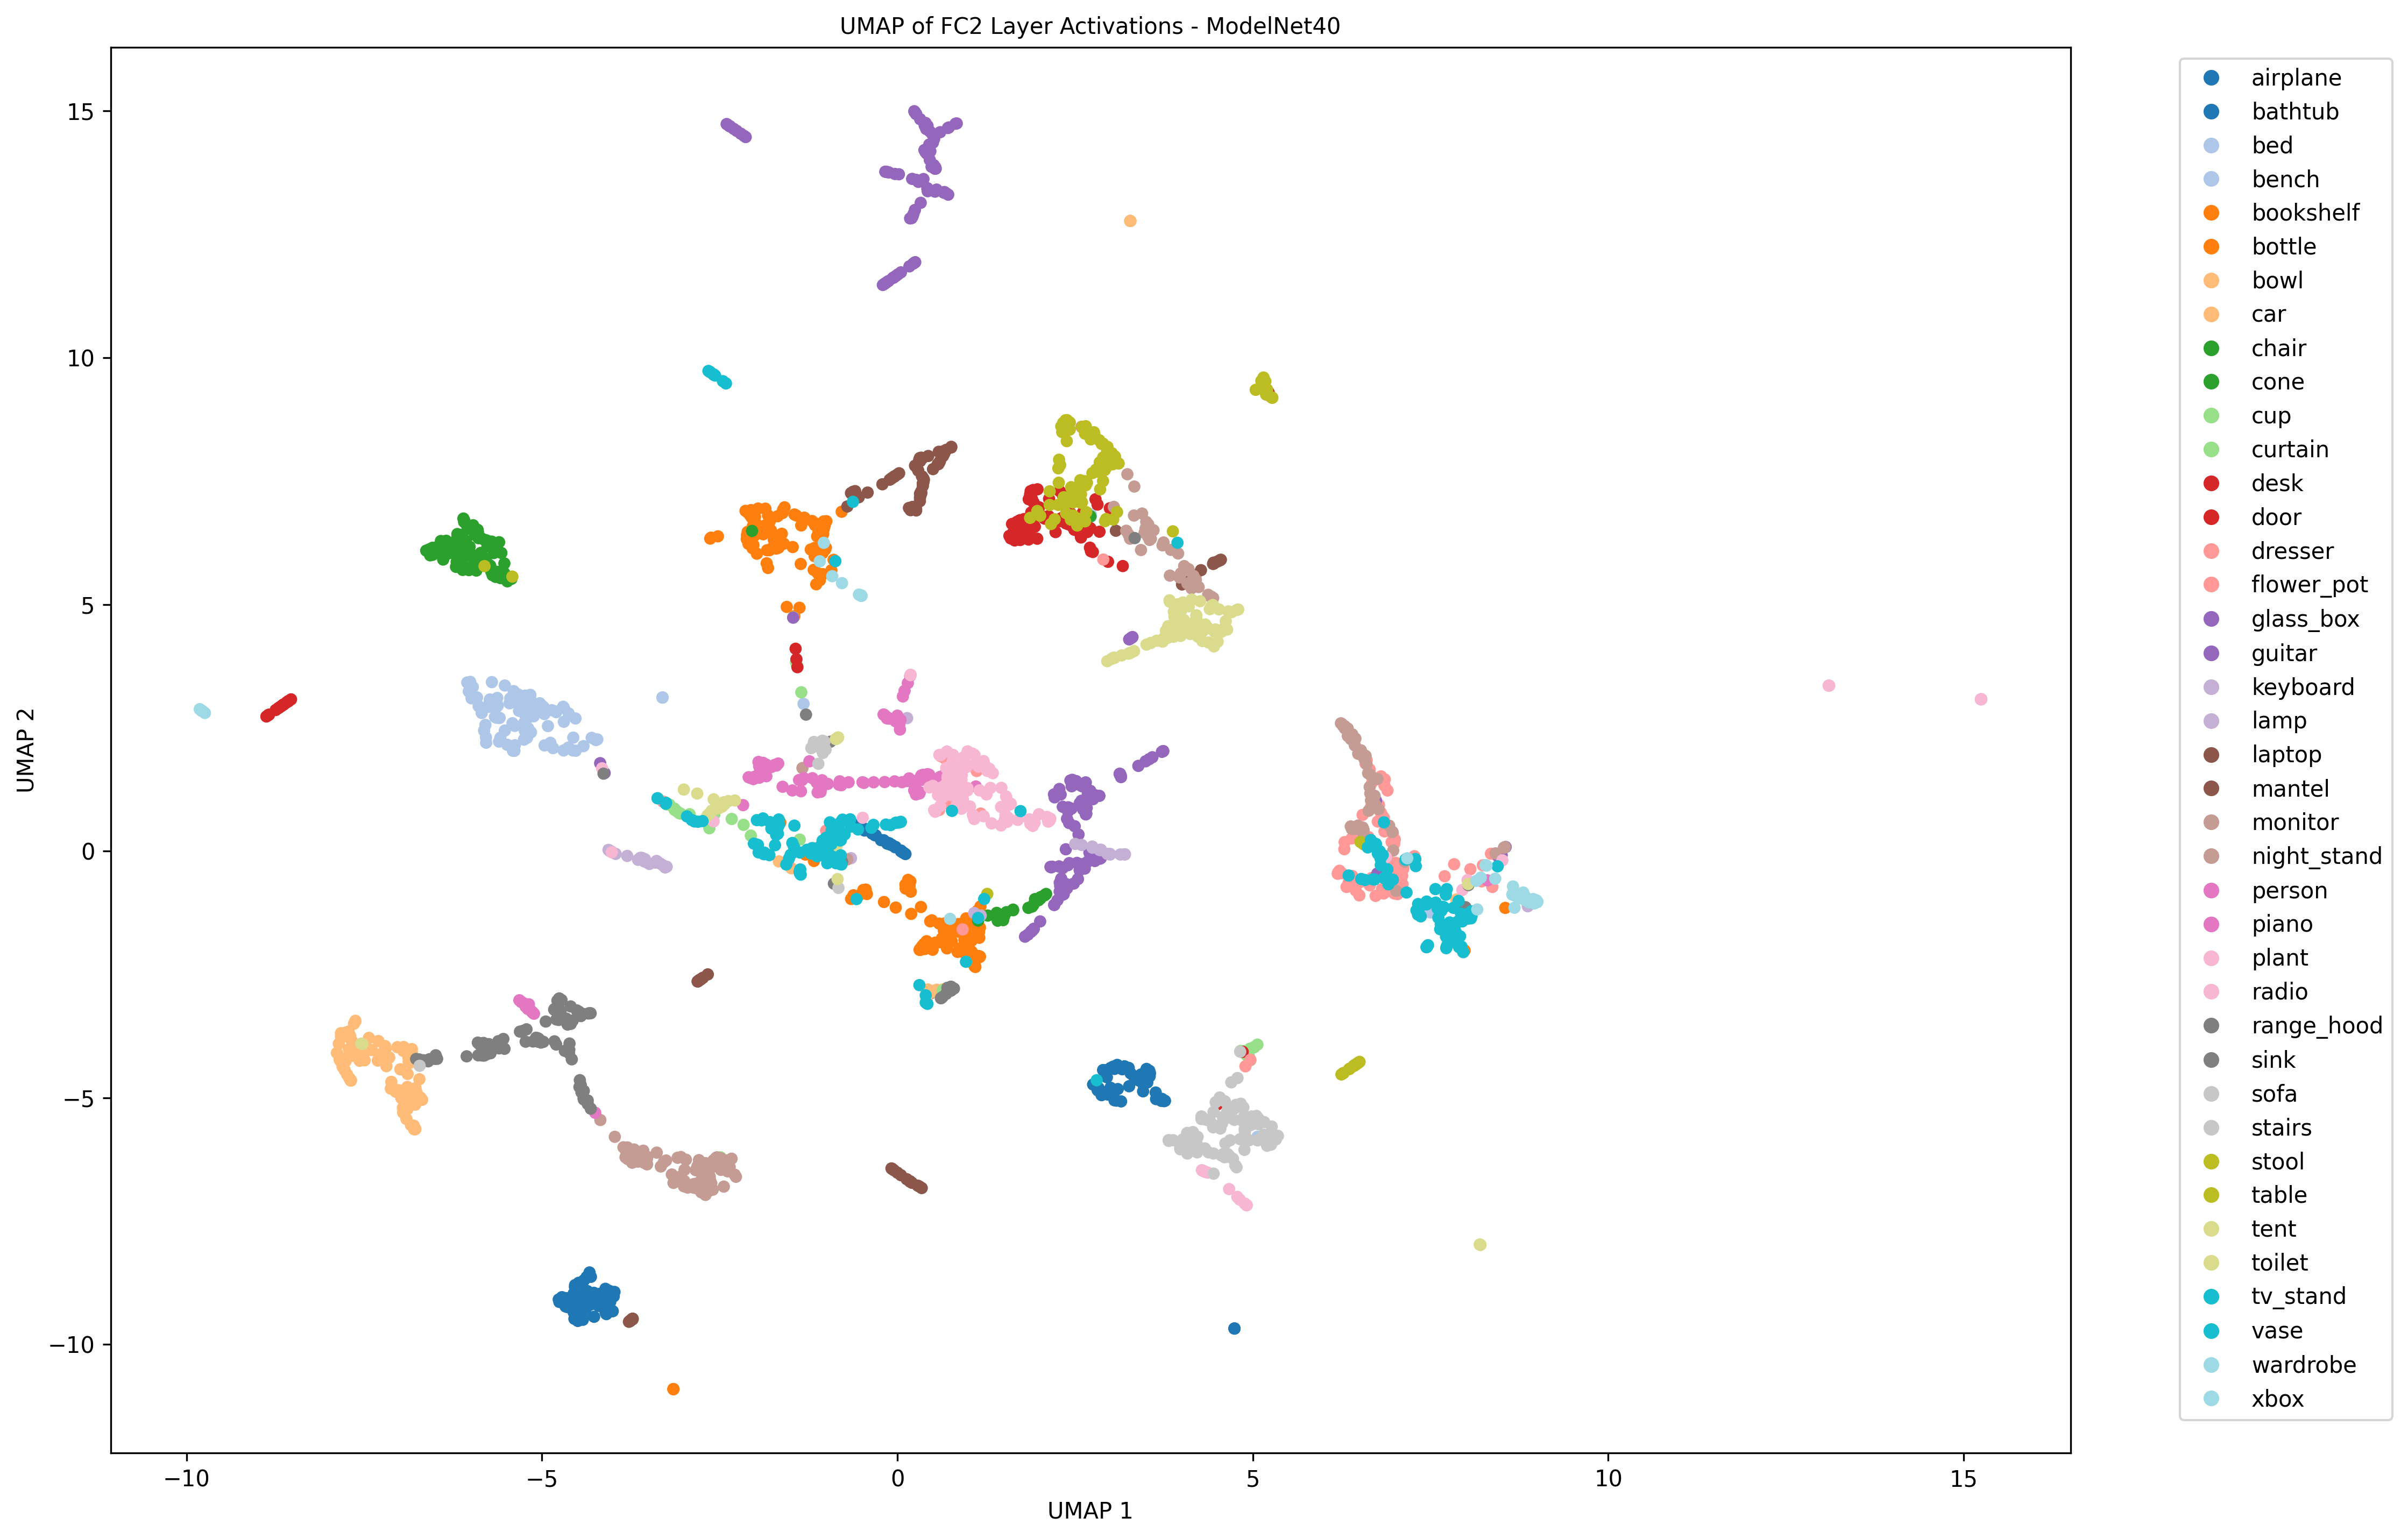 UMAP of FC2 Layer Activations - ModelNet40
15
10
5
0
−5
−10
UMAP 2
−10
−5
0
5
10
15
UMAP 1
airplane
bathtub
bed
bench
bookshelf
bottle
bowl
car
chair
cone
cup
curtain
desk
door
dresser
flower_pot
glass_box
guitar
keyboard
lamp
laptop
mantel
monitor
night_stand
person
piano
plant
radio
range_hood
sink
sofa
stairs
stool
table
tent
toilet
tv_stand
vase
wardrobe
xbox